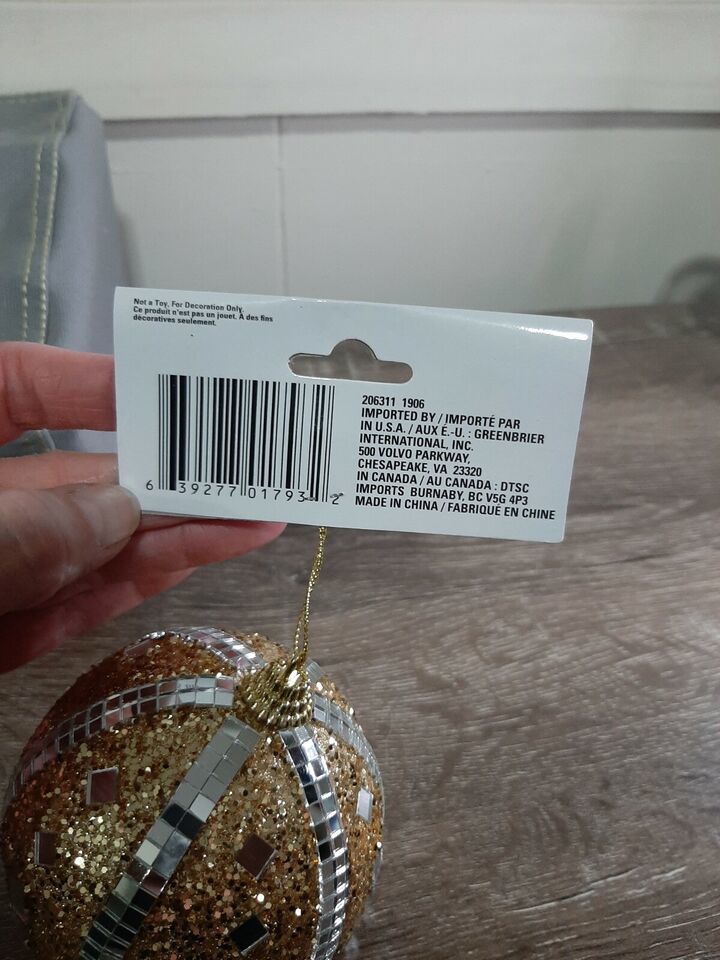 Not a Toy. For Decoration Only.
Ce produit n'est pas un jouet. À des fins
décoratives seulement.
206311 1906
IMPORTED BY / IMPORTÉ PAR
IN U.S.A. / AUX É.-U. : GREENBRIER
INTERNATIONAL, INC.
500 VOLVO PARKWAY,
CHESAPEAKE, VA 23320
IN CANADA / AU CANADA : DTSC
IMPORTS BURNABY, BC V5G 4P3
MADE IN CHINA / FABRIQUÉ EN CHINE
6 39277 01793 2